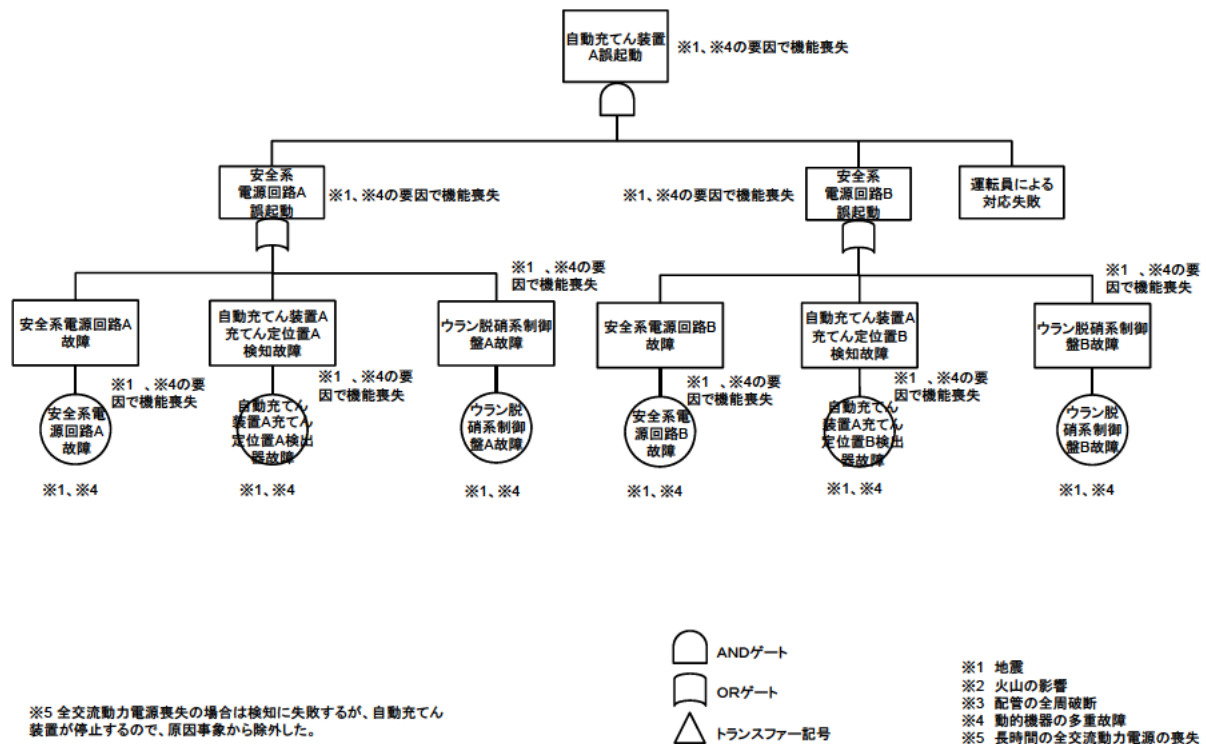 自動充てん装置
A誤起動
※1、※4の要因で機能喪失
安全系
電源回路A
誤起動
※1、※4の要因で機能喪失
※1、※4の要因で機能喪失
安全系
電源回路B
誤起動
運転員による
対応失敗
安全系電源回路A
故障
自動充てん装置A
充てん定位置A
検知故障
※1 、※4の要
因で機能喪失
ウラン脱硝系制御
盤A故障
安全系電源回路B
故障
自動充てん装置A
充てん定位置B
検知故障
※1 、※4の要
因で機能喪失
ウラン脱硝系制御
盤B故障
※1 、※4の要
因で機能喪失
※1 、※4の要
因で機能喪失
※1 、※4の要
因で機能喪失
※1 、※4の要
因で機能喪失
安全系電
源回路A
故障
自動充てん
装置A充てん
定位置A検出
器故障
ウラン脱
硝系制御
盤A故障
安全系電
源回路B
故障
自動充てん
装置A充てん
定位置B検出
器故障
ウラン脱
硝系制御
盤B故障
※1、※4
※1、※4
※1、※4
※1、※4
※1、※4
※1、※4
※5 全交流動力電源喪失の場合は検知に失敗するが、自動充てん
装置が停止するので、原因事象から除外した。
ANDゲート
ORゲート
トランスファー記号
※1 地震
※2 火山の影響
※3 配管の全周破断
※4 動的機器の多重故障
※5 長時間の全交流動力電源の喪失